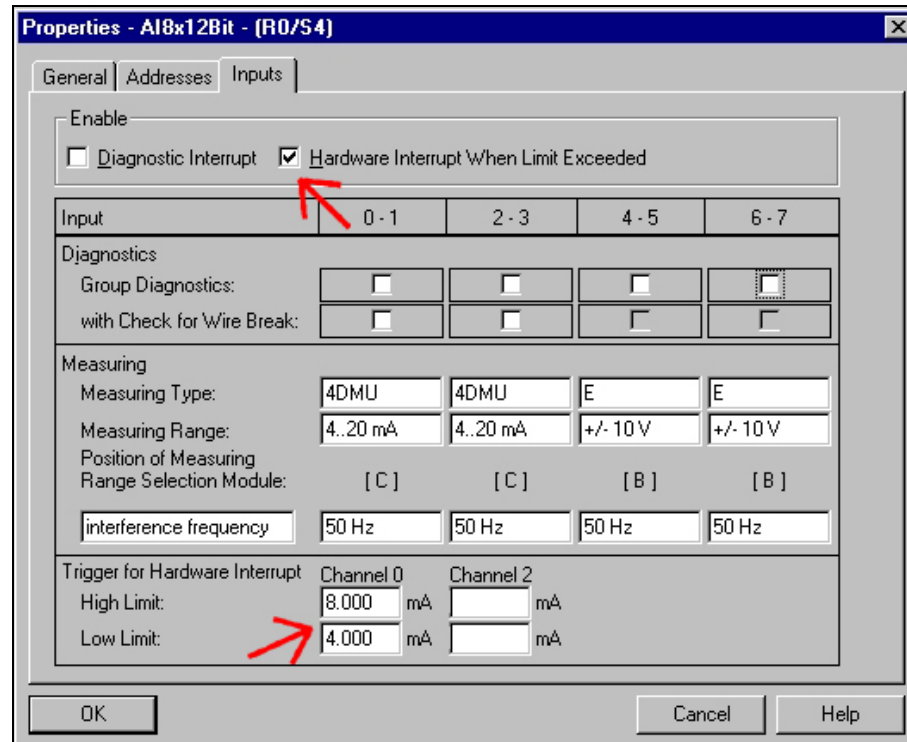 Properties - AI8x12Bit - (R0/S4)
General Addresses Inputs
Enable
Diagnostic Interrupt Hardware Interrupt When Limit Exceeded
Input 0 - 1 2 - 3 4 - 5 6 - 7
Diagnostics
Group Diagnostics:
with Check for Wire Break:
Measuring
Measuring Type: 4DMU 4DMU E E
Measuring Range: 4..20 mA 4..20 mA +/- 10 V +/- 10 V
Position of Measuring
Range Selection Module: [ C ] [ C ] [ B ] [ B ]
interference frequency 50 Hz 50 Hz 50 Hz 50 Hz
Trigger for Hardware Interrupt Channel 0 Channel 2
High Limit: 8.000 mA mA
Low Limit: 4.000 mA mA
OK Cancel Help